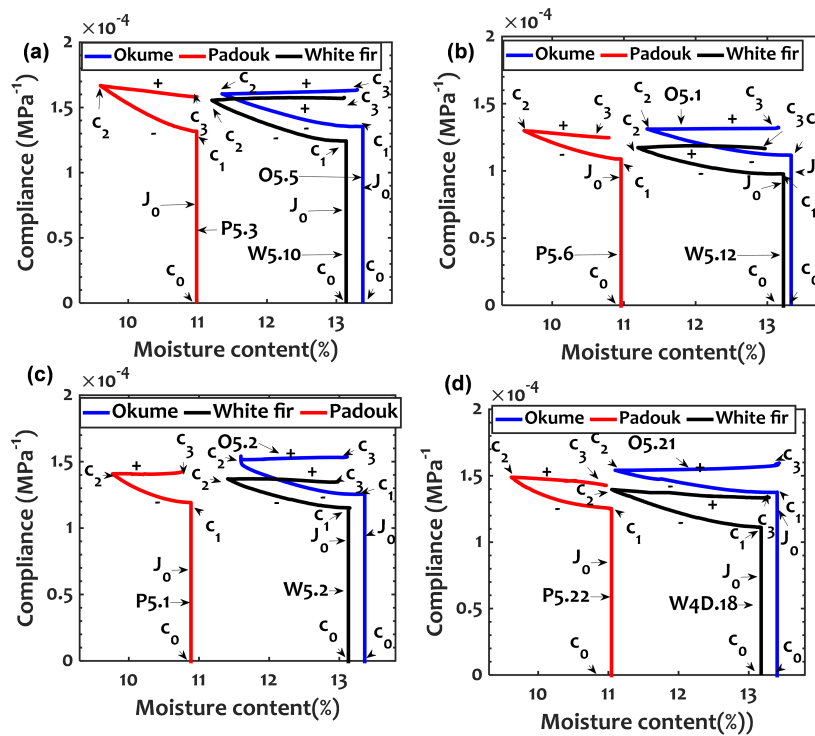 (a)
×10⁻⁴
Okume Padouk White fir
Compliance (MPa⁻¹)
2
1.5
1
0.5
0
10 11 12 13
Moisture content(%)
c₂ + c₃ c₂ + c₃
- c₂ + c₃
- c₁ - c₁ c₁
O5.5
J₀ J₀ J₀
P5.3
W5.10
c₀ c₀ c₀
(b)
×10⁻⁴
Okume Padouk White fir
Compliance (MPa⁻¹)
2
1.5
1
0.5
0
10 11 12 13
Moisture content(%)
O5.1
c₂ + c₃ c₂ + c₃ c₃c
- c₂ + -
J₀ c₁ - J₀ c₁ J
P5.6 W5.12
c₀ c₀ c₀
(c)
×10⁻⁴
Okume White fir Padouk
Compliance (MPa⁻¹)
2
1.5
1
0.5
0
10 11 12 13
Moisture content(%)
O5.2
c₂ + c₃ c₂ + c₃
c₂ + c₃
- c₁ - c₁ c₁
J₀ J₀ J₀
P5.1 W5.2
c₀ c₀ c₀
(d)
×10⁻⁴
Okume Padouk White fir
Compliance (MPa⁻¹)
2
1.5
1
0.5
0
10 11 12 13
Moisture content(%))
O5.21
c₂ + c₃ c₂ + c₃
c₂ - + c₃ c₁
- c₁ - c₁ J₀
J₀ J₀
P5.22 W4D.18
c₀ c₀ c₀